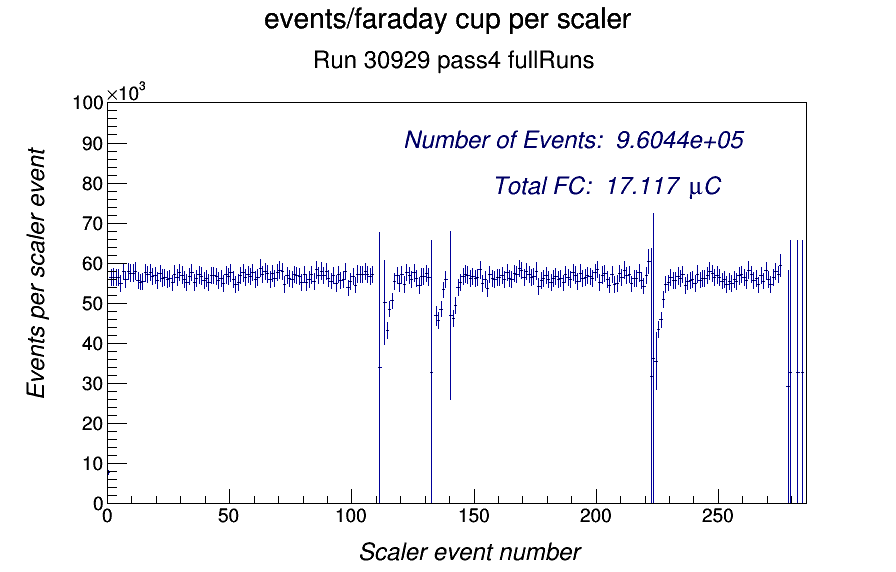 events/faraday cup per scaler
Run 30929 pass4 fullRuns
×10³
100
90
80
70
60
50
40
30
20
10
0
Number of Events: 9.6044e+05
Total FC: 17.117 μC
Events per scaler event
0 50 100 150 200 250
Scaler event number